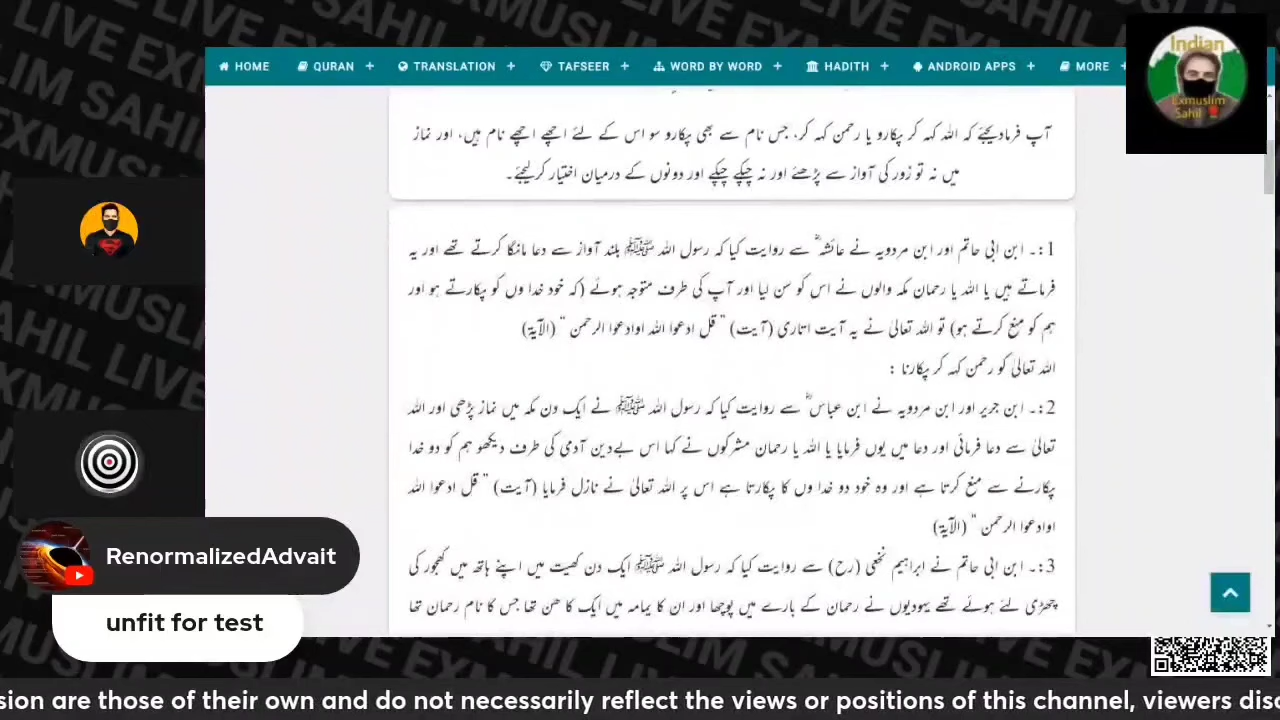 HOME QURAN + TRANSLATION + TAFSEER + WORD BY WORD + HADITH + ANDROID APPS + MORE +
Indian
Exmuslim
Sahil
آپ فرمادیجئے کہ اللہ کہہ کر پکارو یا رحمن کہہ کر، جس نام سے بھی پکارو سو اس کے لئے اچھے اچھے نام ہیں، اور نماز
میں نہ تو زور کی آواز سے پڑھئے اور نہ چپکے چپکے اور دونوں کے درمیان اختیار کرلیجئے۔
1:۔ ابن ابی حاتم اور ابن مردویہ نے عائشہ ؓ سے روایت کیا کہ رسول اللہ ﷺ بلند آواز سے دعا مانگا کرتے تھے اور یہ
فرماتے ہیں یا اللہ یا رحمان مکہ والوں نے اس کو سن لیا اور آپ کی طرف متوجہ ہوئے (کہ خود خدا وں کو پکارتے ہو اور
ہم کو منع کرتے ہو) تو اللہ تعالیٰ نے یہ آیت اتاری (آیت) ” قل ادعوا اللہ اوادعوا الرحمن “ (الآیۃ)
اللہ تعالیٰ کو رحمن کہہ کر پکارنا :
2:۔ ابن جریر اور ابن مردویہ نے ابن عباس ؓ سے روایت کیا کہ رسول اللہ ﷺ نے ایک دن مکہ میں نماز پڑھی اور اللہ
تعالیٰ سے دعا فرمائی اور دعا میں یوں فرمایا یا اللہ یا رحمان مشرکوں نے کہا اس بےدین آدمی کی طرف دیکھو ہم کو دو خدا
پکارنے سے منع کرتا ہے اور وہ خود دو خدا وں کا پکارتا ہے اس پر اللہ تعالیٰ نے نازل فرمایا (آیت) ” قل ادعوا اللہ
اوادعوا الرحمن “ (الآیۃ)
3:۔ ابن ابی حاتم نے ابراہیم نخعی (رح) سے روایت کیا کہ رسول اللہ ﷺ ایک دن کھیت میں اپنے ہاتھ میں کھجور کی
چھڑی لئے ہوئے تھے یہودیوں نے رحمان کے بارے میں پوچھا اور ان کا یمامہ میں ایک کا ھن تھا جس کا نام رحمان تھا
RenormalizedAdvait
unfit for test
sion are those of their own and do not necessarily reflect the views or positions of this channel, viewers disc